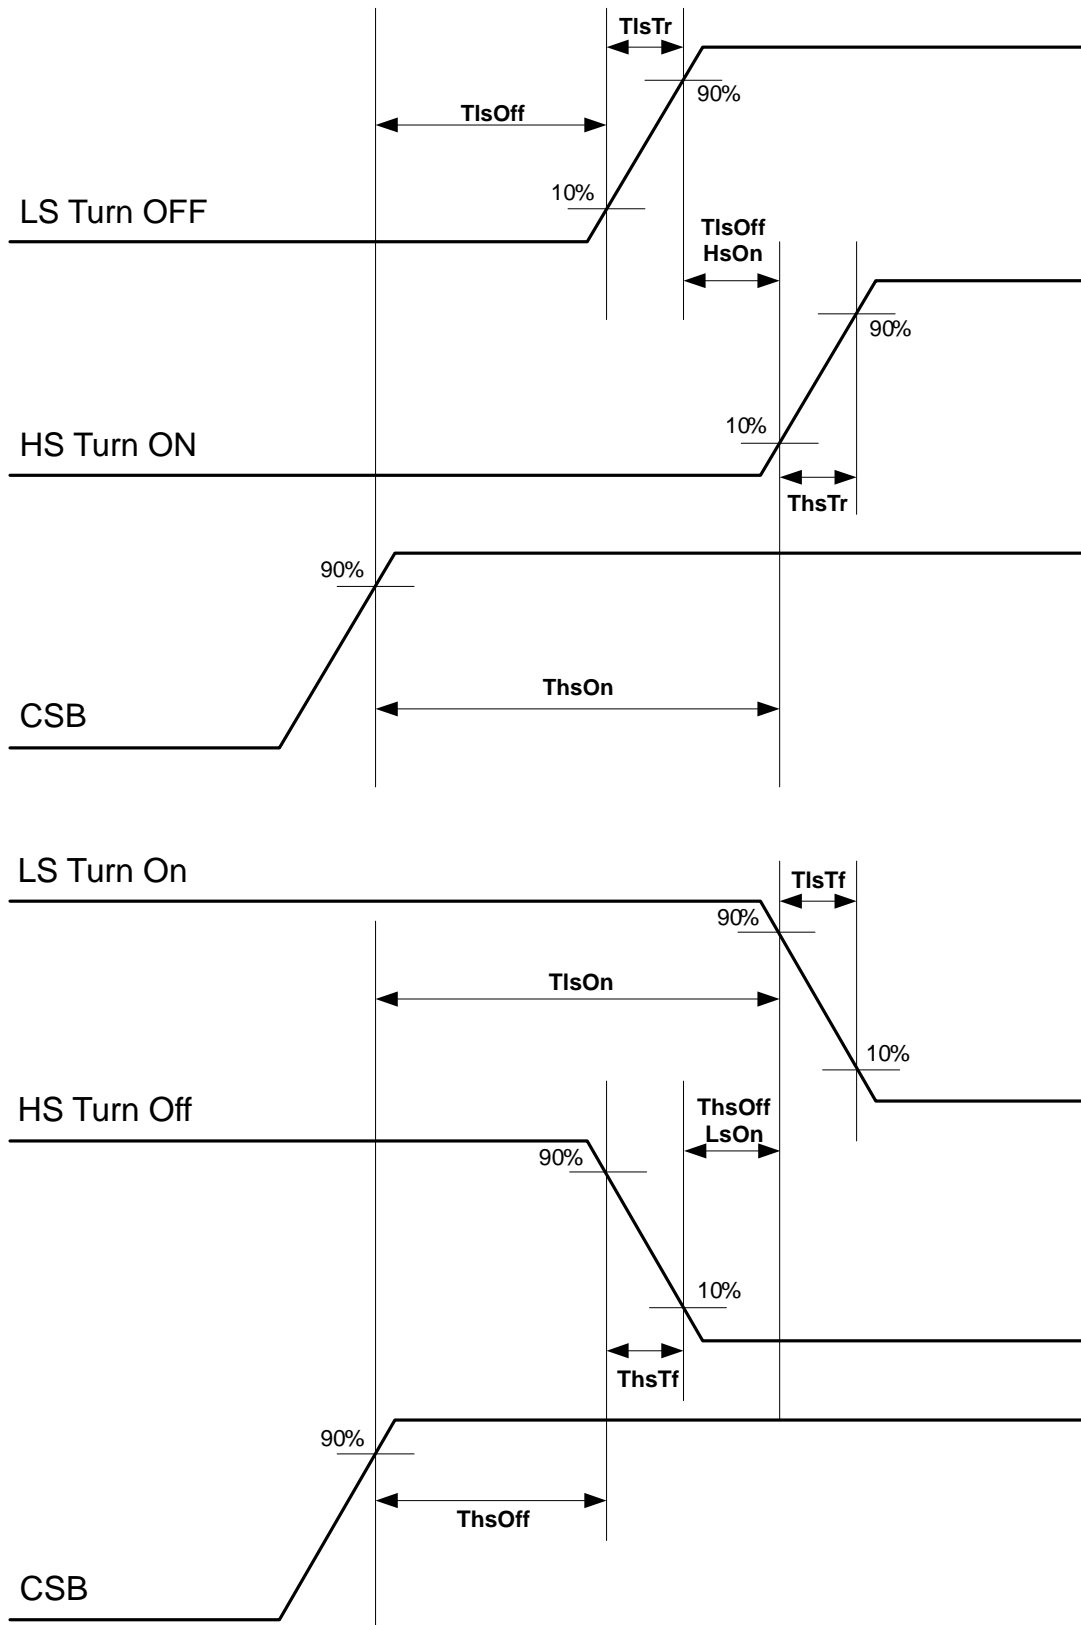 TlsTr
90%
TlsOff
10%
LS Turn OFF
TlsOff
HsOn
90%
10%
HS Turn ON
ThsTr
90%
ThsOn
CSB
LS Turn On
TlsTf
90%
TlsOn
10%
HS Turn Off
ThsOff
LsOn
90%
10%
ThsTf
90%
ThsOff
CSB